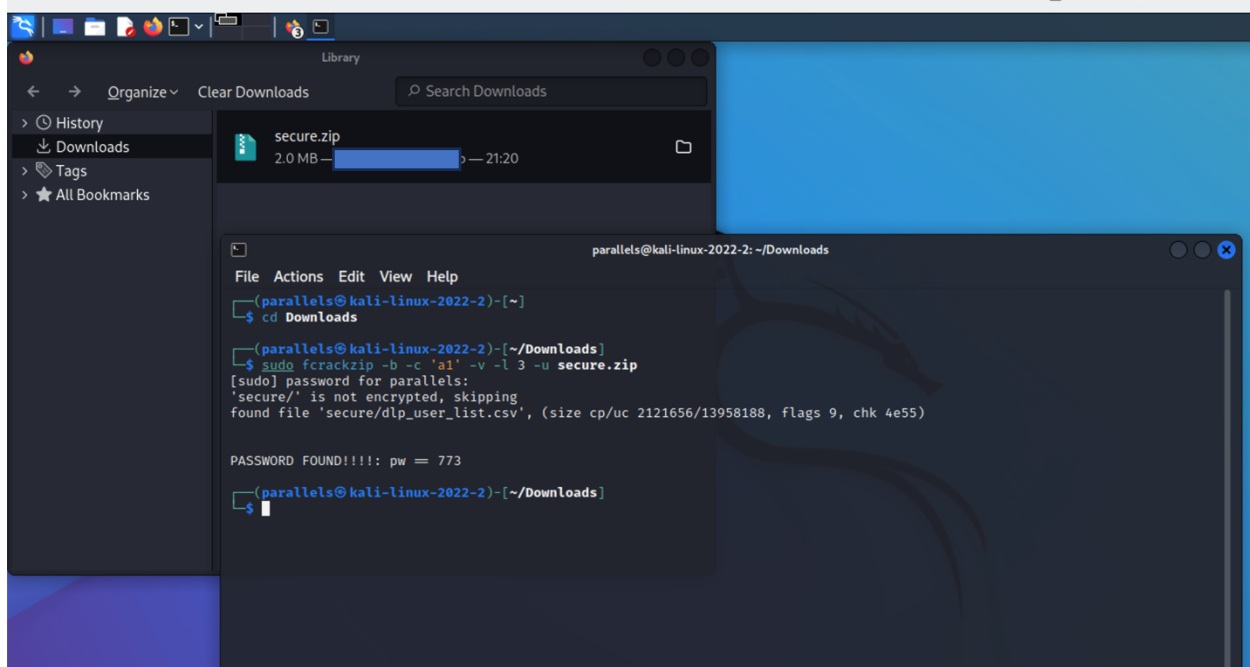 3
Library
Organize Clear Downloads Search Downloads
History
Downloads
Tags
All Bookmarks
secure.zip
2.0 MB — — 21:20
parallels@kali-linux-2022-2: ~/Downloads
File Actions Edit View Help
┌──(parallels㉿kali-linux-2022-2)-[~]
└─$ cd Downloads
┌──(parallels㉿kali-linux-2022-2)-[~/Downloads]
└─$ sudo fcrackzip -b -c 'a1' -v -l 3 -u secure.zip
[sudo] password for parallels:
'secure/' is not encrypted, skipping
found file 'secure/dlp_user_list.csv', (size cp/uc 2121656/13958188, flags 9, chk 4e55)
PASSWORD FOUND!!!!: pw == 773
┌──(parallels㉿kali-linux-2022-2)-[~/Downloads]
└─$